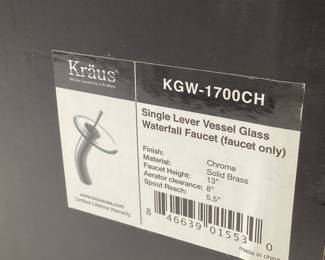 Kräus
KGW-1700CH
Single Lever Vessel Glass
Waterfall Faucet (faucet only)
Finish: Chrome
Material: Solid Brass
Faucet Height: 13"
Aerator clearance: 8"
Spout Reach: 5.5"
www.kraususa.com
Limited Lifetime Warranty
8 46639 01553 0
Made in China